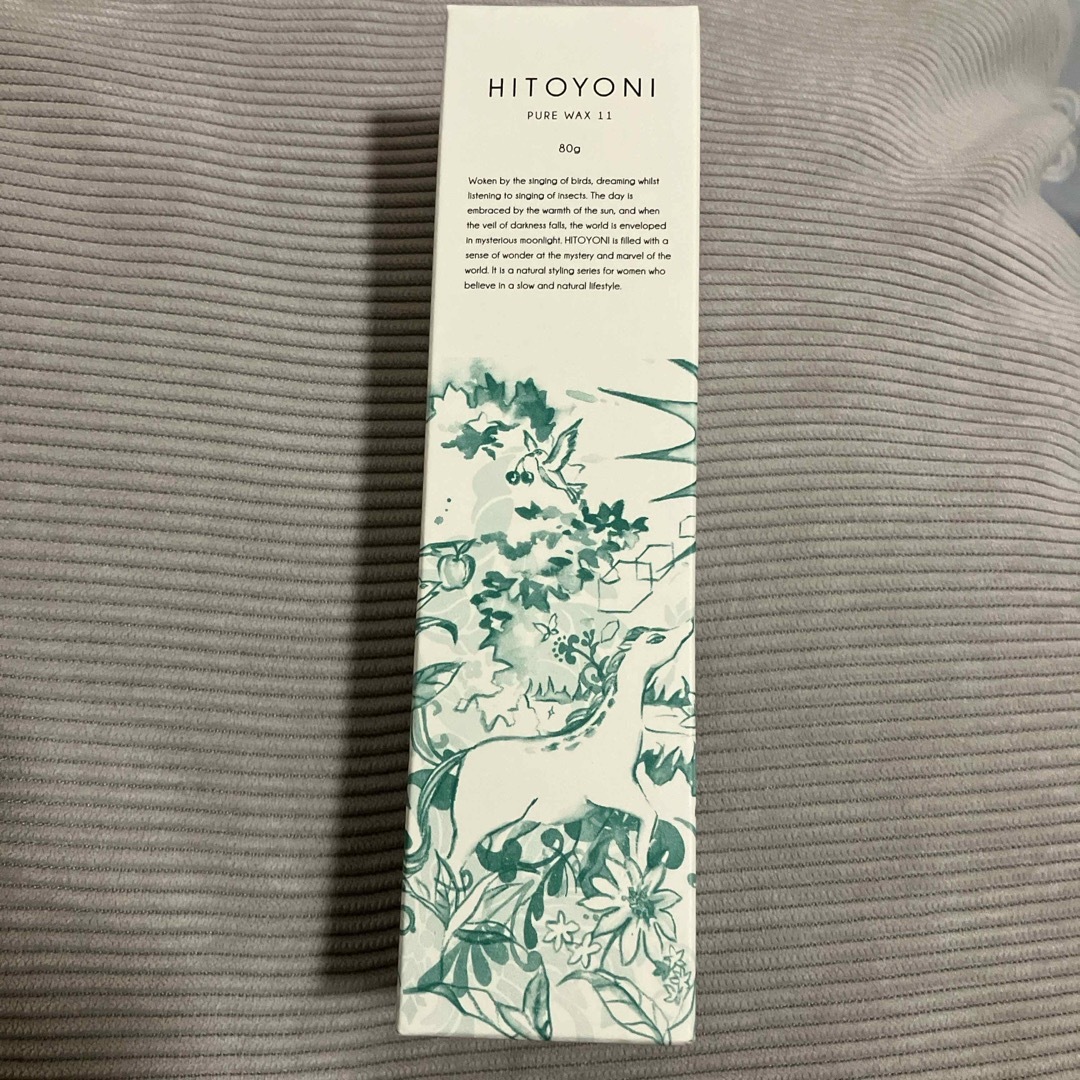 HITOYONI
PURE WAX 11
80g
Woken by the singing of birds, dreaming whilst
listening to singing of insects. The day is
embraced by the warmth of the sun, and when
the veil of darkness falls, the world is enveloped
in mysterious moonlight. HITOYONI is filled with a
sense of wonder at the mystery and marvel of the
world. It is a natural styling series for women who
believe in a slow and natural lifestyle.